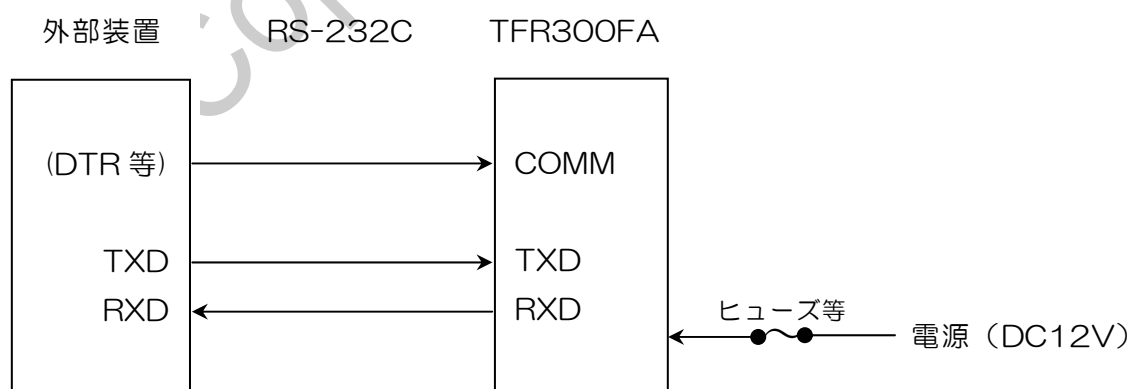 外部装置 RS-232C TFR300FA
(DTR 等) COMM
TXD TXD
RXD RXD
ヒューズ等
電源（DC12V）